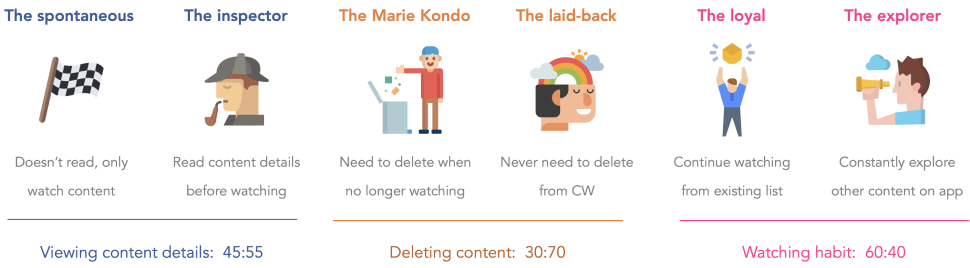 The spontaneous
The inspector
The Marie Kondo
The laid-back
The loyal
The explorer
Doesn't read, only
watch content
Read content details
before watching
Need to delete when
no longer watching
Never need to delete
from CW
Continue watching
from existing list
Constantly explore
other content on app
Viewing content details: 45:55
Deleting content: 30:70
Watching habit: 60:40